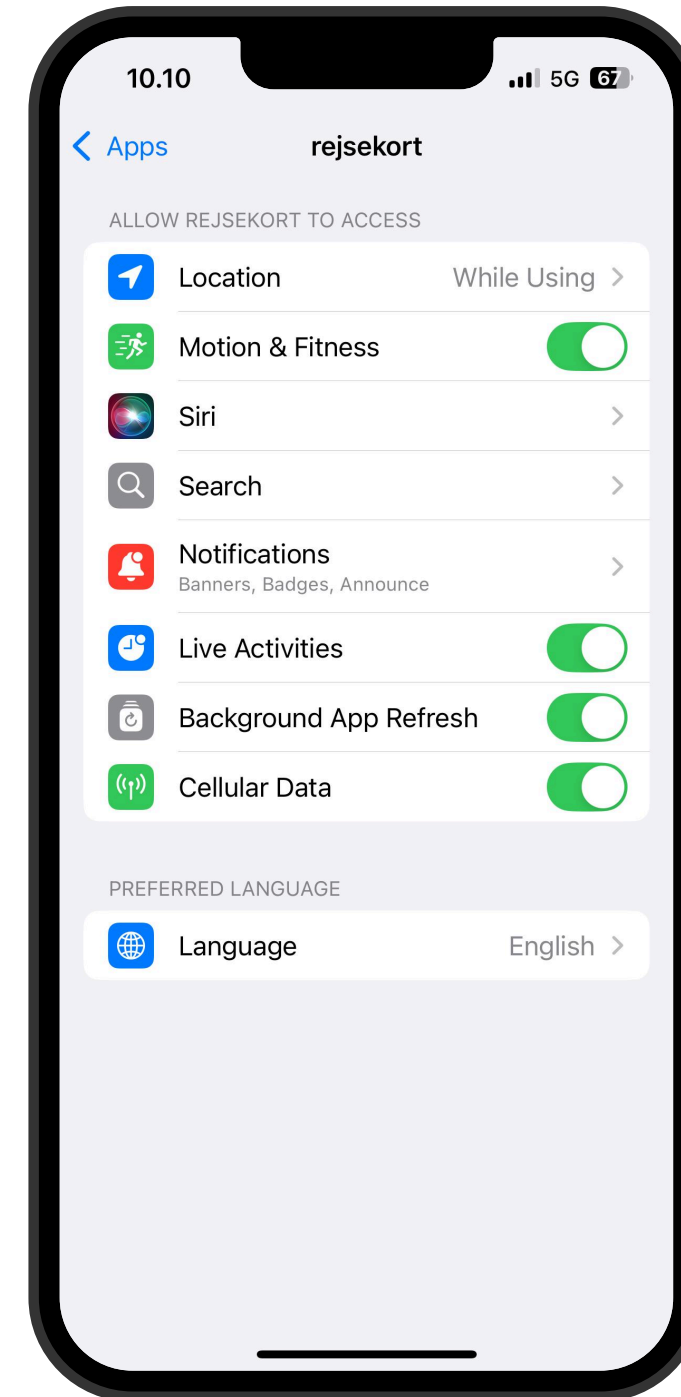 10.10 5G 67
Apps rejsekort
ALLOW REJSEKORT TO ACCESS
Location While Using
Motion & Fitness
Siri
Search
Notifications
Banners, Badges, Announce
Live Activities
Background App Refresh
Cellular Data
PREFERRED LANGUAGE
Language English